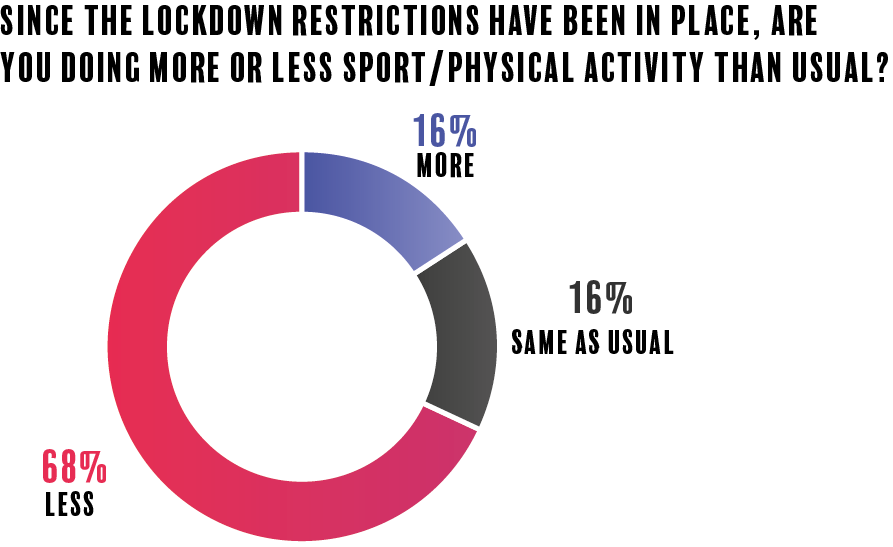 SINCE THE LOCKDOWN RESTRICTIONS HAVE BEEN IN PLACE, ARE
YOU DOING MORE OR LESS SPORT/PHYSICAL ACTIVITY THAN USUAL?
16%
MORE
16%
SAME AS USUAL
68%
LESS